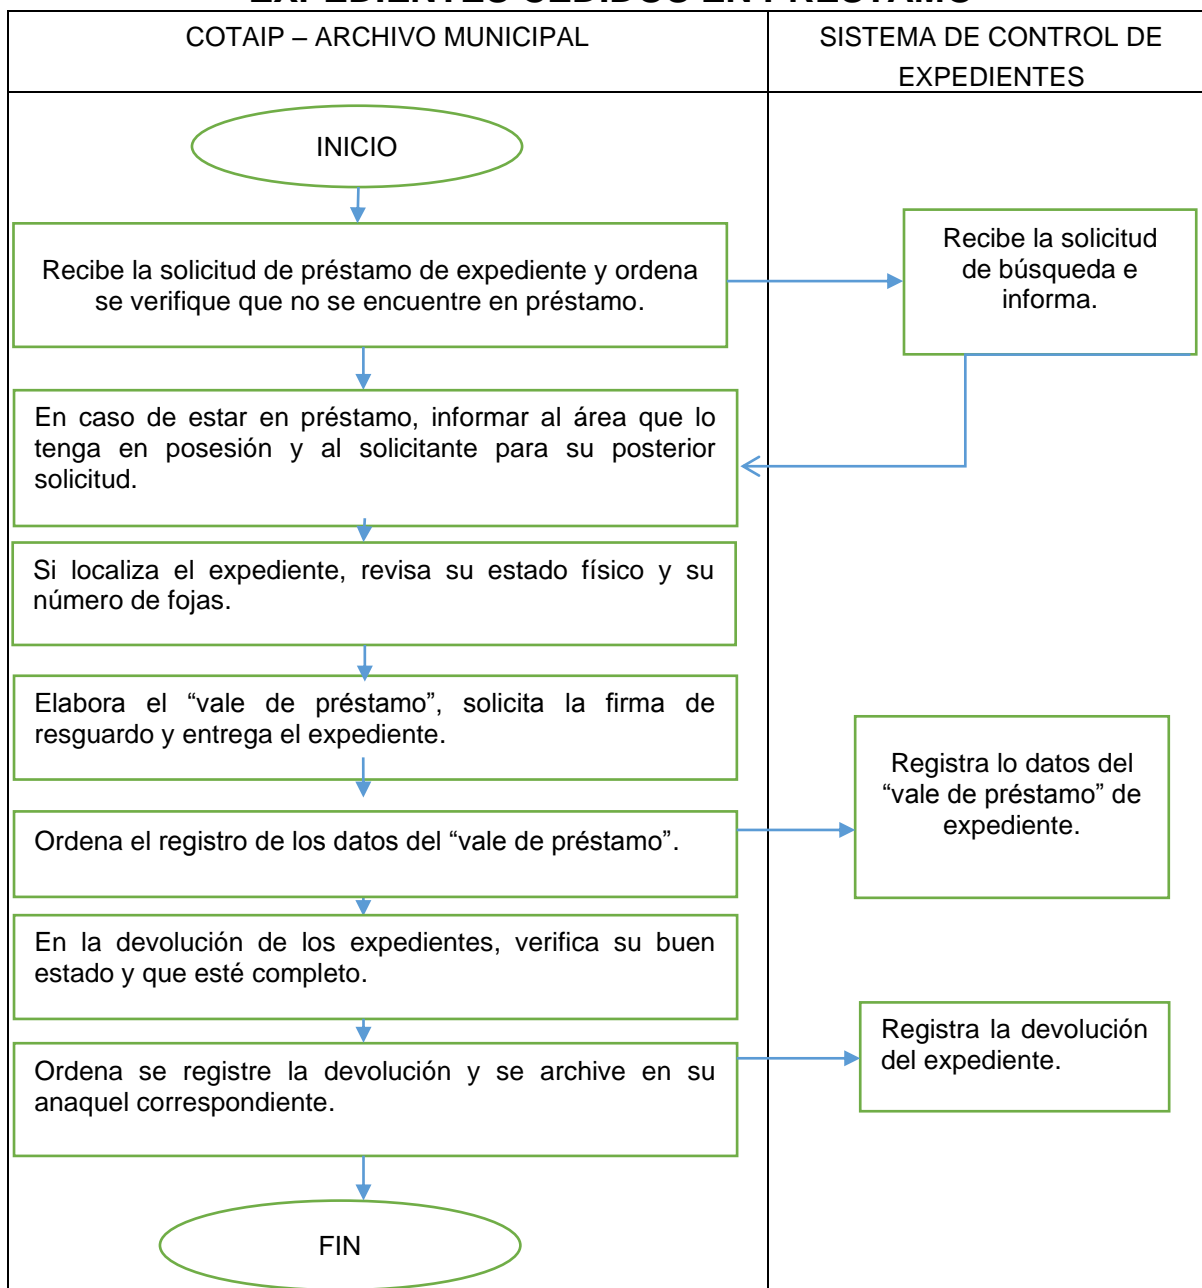 EXPEDIENTES CEDIDOS EN PRÉSTAMO
COTAIP – ARCHIVO MUNICIPAL
SISTEMA DE CONTROL DE
EXPEDIENTES
INICIO
Recibe la solicitud de préstamo de expediente y ordena
se verifique que no se encuentre en préstamo.
Recibe la solicitud
de búsqueda e
informa.
En caso de estar en préstamo, informar al área que lo
tenga en posesión y al solicitante para su posterior
solicitud.
Si localiza el expediente, revisa su estado físico y su
número de fojas.
Elabora el “vale de préstamo”, solicita la firma de
resguardo y entrega el expediente.
Ordena el registro de los datos del “vale de préstamo”.
Registra lo datos del
“vale de préstamo” de
expediente.
En la devolución de los expedientes, verifica su buen
estado y que esté completo.
Ordena se registre la devolución y se archive en su
anaquel correspondiente.
Registra la devolución
del expediente.
FIN